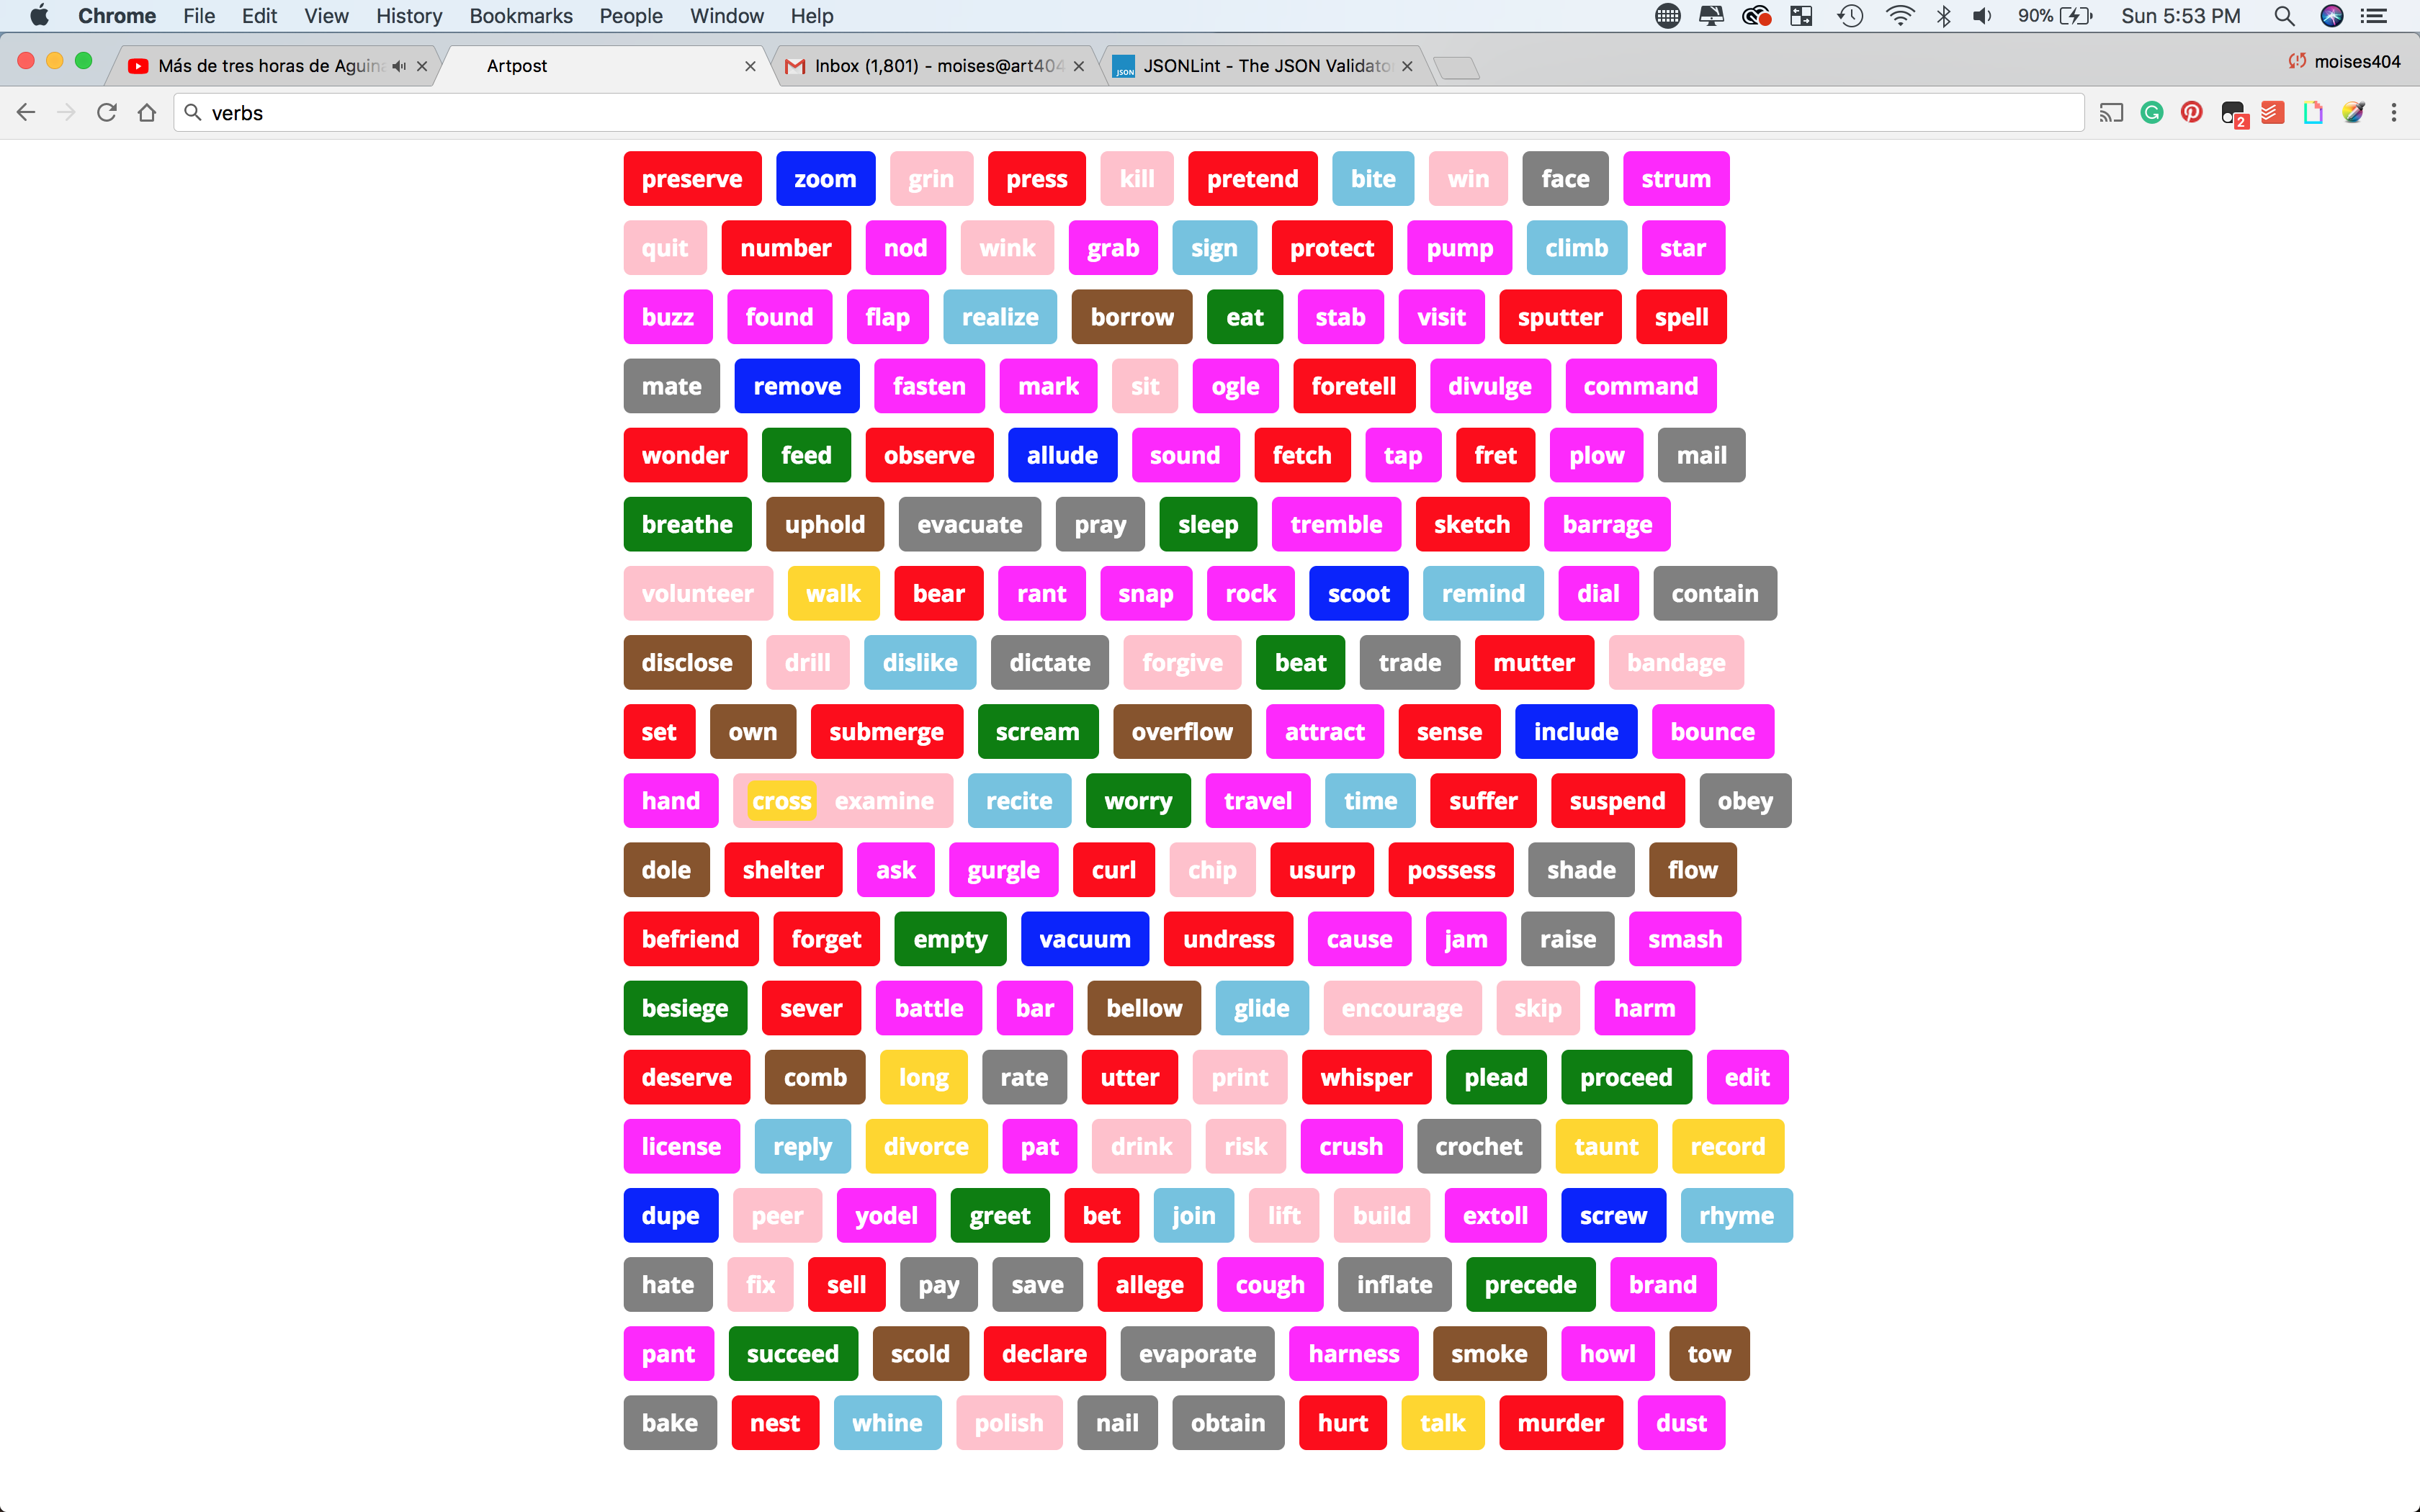 Chrome File Edit View History Bookmarks People Window Help 90% Sun 5:53 PM
Más de tres horas de Aguina Artpost Inbox (1,801) - moises@art404 JSON JSONLint - The JSON Validato moises404
verbs 2
preserve zoom grin press kill pretend bite win face strum
quit number nod wink grab sign protect pump climb star
buzz found flap realize borrow eat stab visit sputter spell
mate remove fasten mark sit ogle foretell divulge command
wonder feed observe allude sound fetch tap fret plow mail
breathe uphold evacuate pray sleep tremble sketch barrage
volunteer walk bear rant snap rock scoot remind dial contain
disclose drill dislike dictate forgive beat trade mutter bandage
set own submerge scream overflow attract sense include bounce
hand cross examine recite worry travel time suffer suspend obey
dole shelter ask gurgle curl chip usurp possess shade flow
befriend forget empty vacuum undress cause jam raise smash
besiege sever battle bar bellow glide encourage skip harm
deserve comb long rate utter print whisper plead proceed edit
license reply divorce pat drink risk crush crochet taunt record
dupe peer yodel greet bet join lift build extoll screw rhyme
hate fix sell pay save allege cough inflate precede brand
pant succeed scold declare evaporate harness smoke howl tow
bake nest whine polish nail obtain hurt talk murder dust